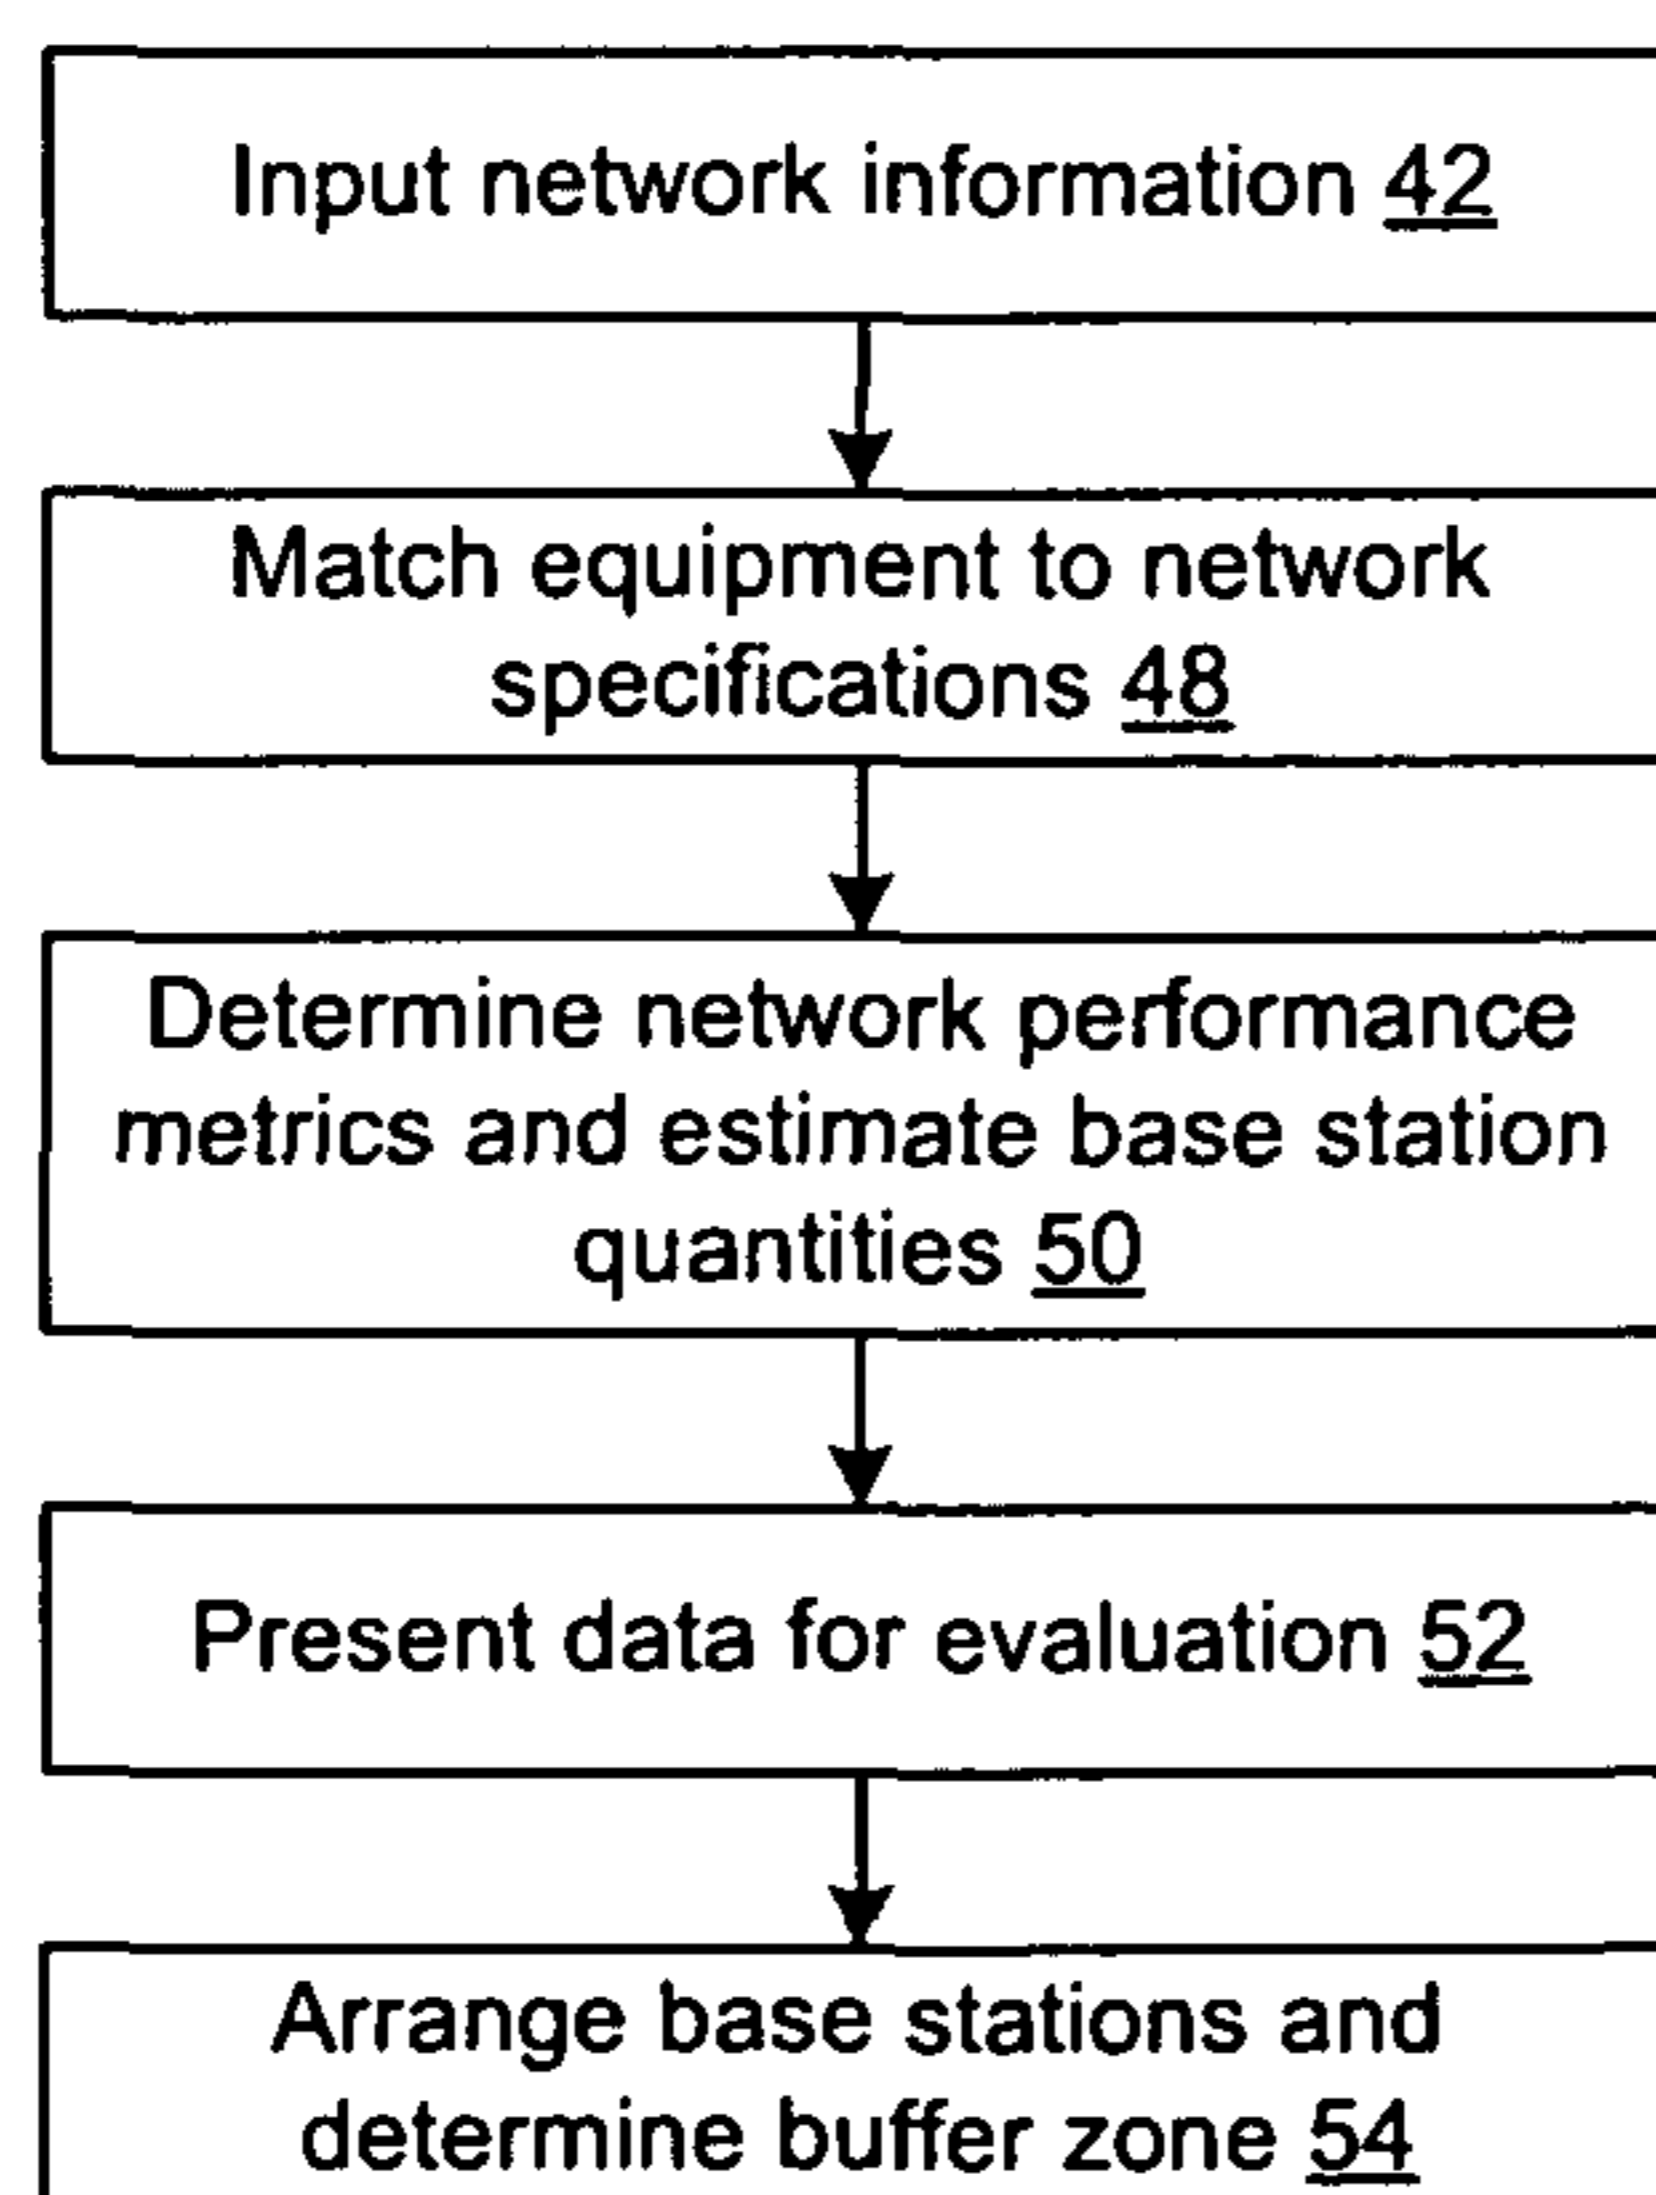 Input network information 42
Match equipment to network
specifications 48
Determine network performance
metrics and estimate base station
quantities 50
Present data for evaluation 52
Arrange base stations and
determine buffer zone 54